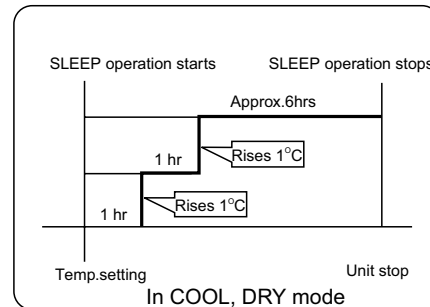 SLEEP operation starts
SLEEP operation stops
Approx.6hrs
1 hr
Rises 1°C
1 hr
Rises 1°C
Temp.setting
Unit stop
In COOL, DRY mode